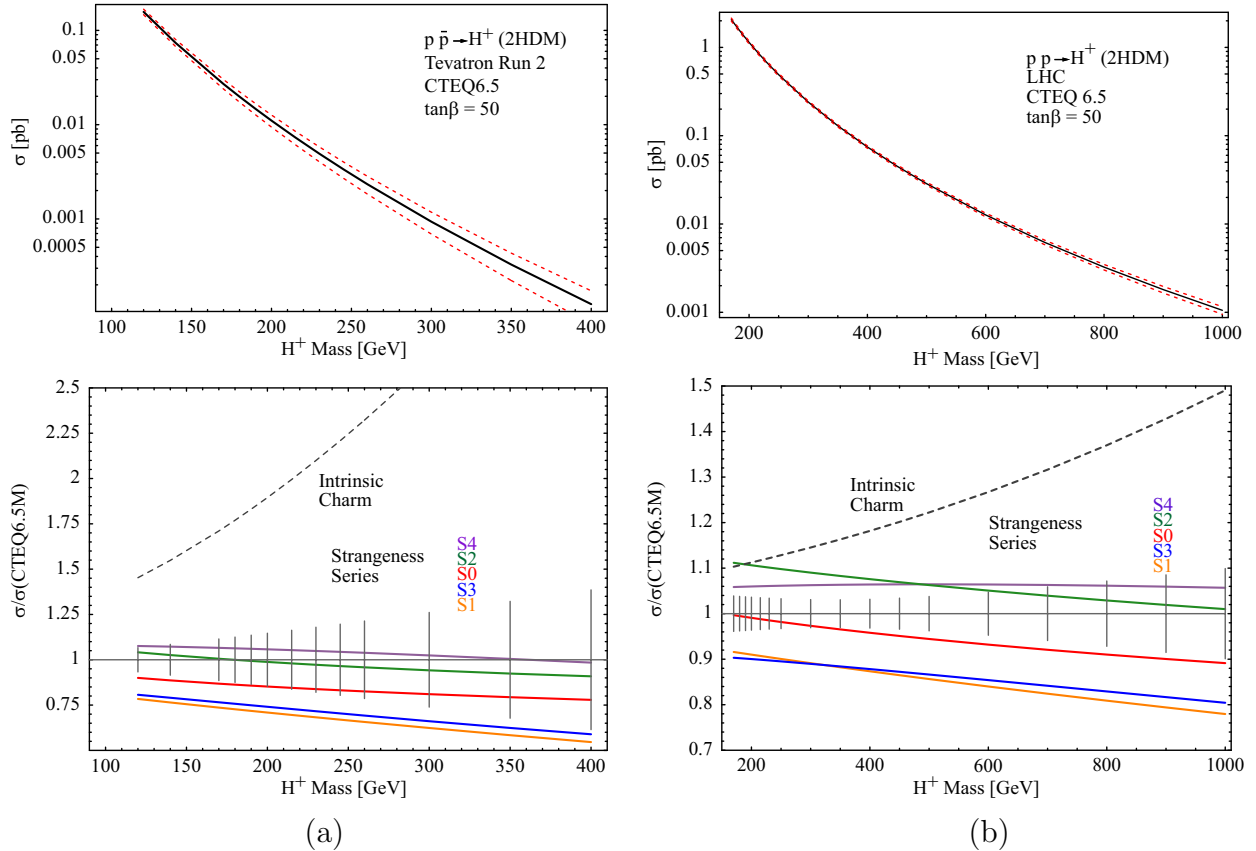 0.1
0.01
0.005
0.001
0.0005
σ [pb]
p p̄→H⁺ (2HDM)
Tevatron Run 2
CTEQ6.5
tanβ = 50
100 150 200 250 300 350 400
H⁺ Mass [GeV]
1
0.5
0.1
0.05
0.01
0.005
0.001
σ [pb]
p p→H⁺ (2HDM)
LHC
CTEQ 6.5
tanβ = 50
200 400 600 800 1000
H⁺ Mass [GeV]
2.5
2.25
2
1.75
1.5
1.25
1
0.75
σ/σ(CTEQ6.5M)
Intrinsic
Charm
Strangeness
Series
S4
S2
S0
S3
S1
100 150 200 250 300 350 400
H⁺ Mass [GeV]
(a)
1.5
1.4
1.3
1.2
1.1
1
0.9
0.8
0.7
σ/σ(CTEQ6.5M)
Intrinsic
Charm
Strangeness
Series
S4
S2
S0
S3
S1
200 400 600 800 1000
H⁺ Mass [GeV]
(b)